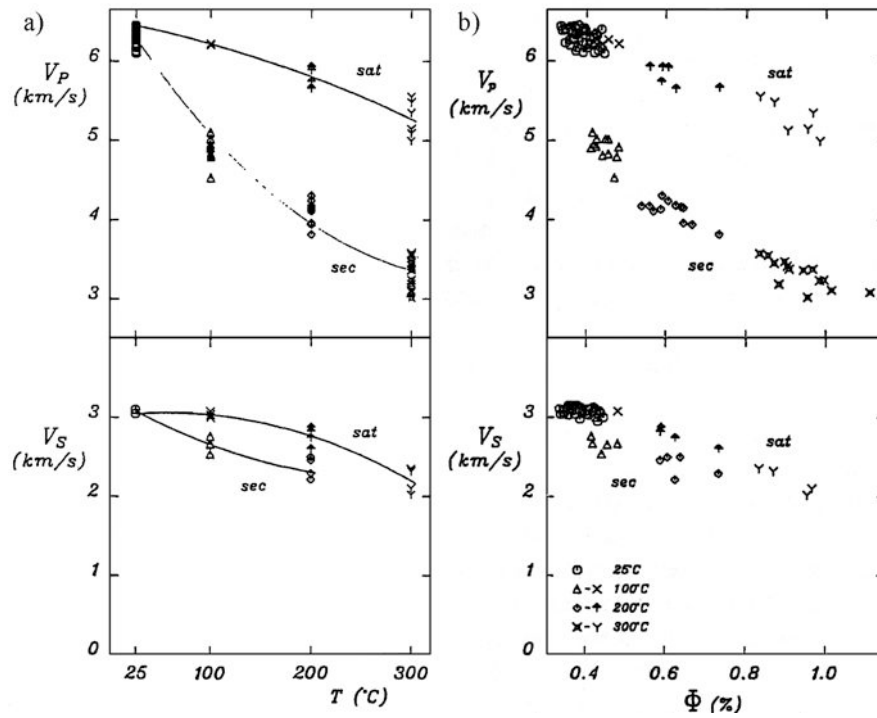 a)
6
V_P
(km/s)
5
4
3
sat
sec
3
V_S
(km/s)
2
1
0
sat
sec
25
100
200
300
T (°C)
b)
6
V_p
(km/s)
5
4
3
sat
sec
3
V_S
(km/s)
2
1
0
sat
sec
25°C
100°C
200°C
300°C
0.4
0.6
0.8
1.0
Φ (%)